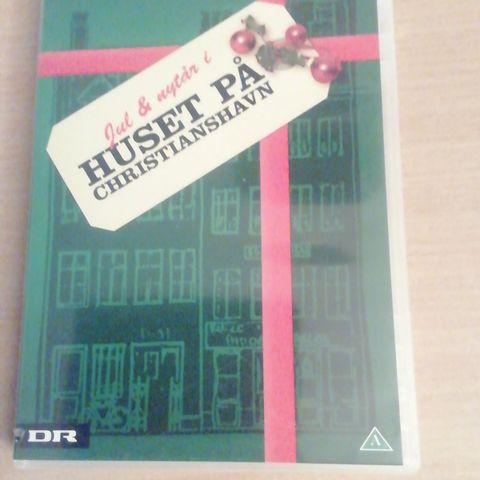 Jul & nytår i
HUSET PÅ
CHRISTIANSHAVN
DR
A